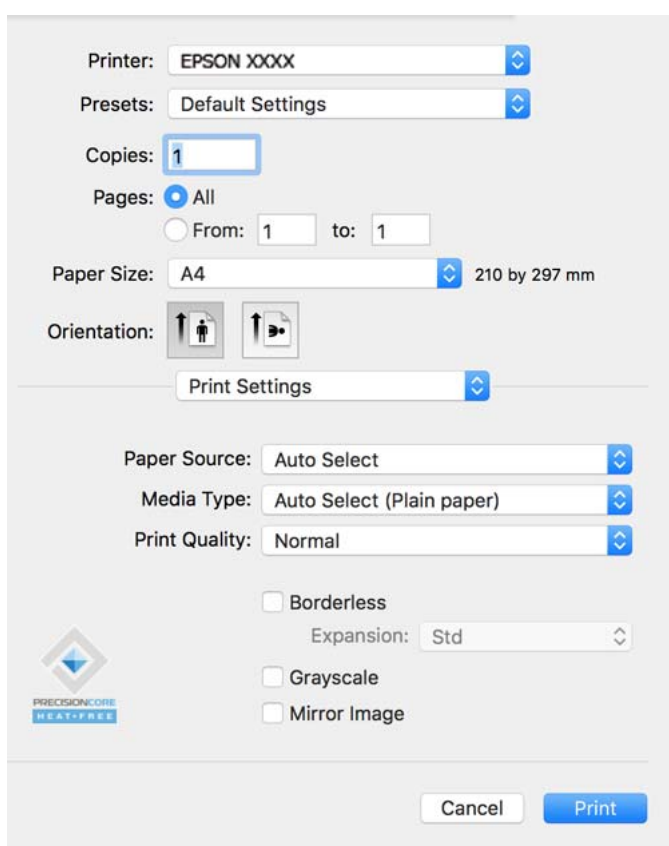 Printer: EPSON XXXX
Presets: Default Settings
Copies: 1
Pages: All
From: 1 to: 1
Paper Size: A4 210 by 297 mm
Orientation:
Print Settings
Paper Source: Auto Select
Media Type: Auto Select (Plain paper)
Print Quality: Normal
Borderless
Expansion: Std
Grayscale
Mirror Image
PRECISIONCORE
HEAT-FREE
Cancel Print